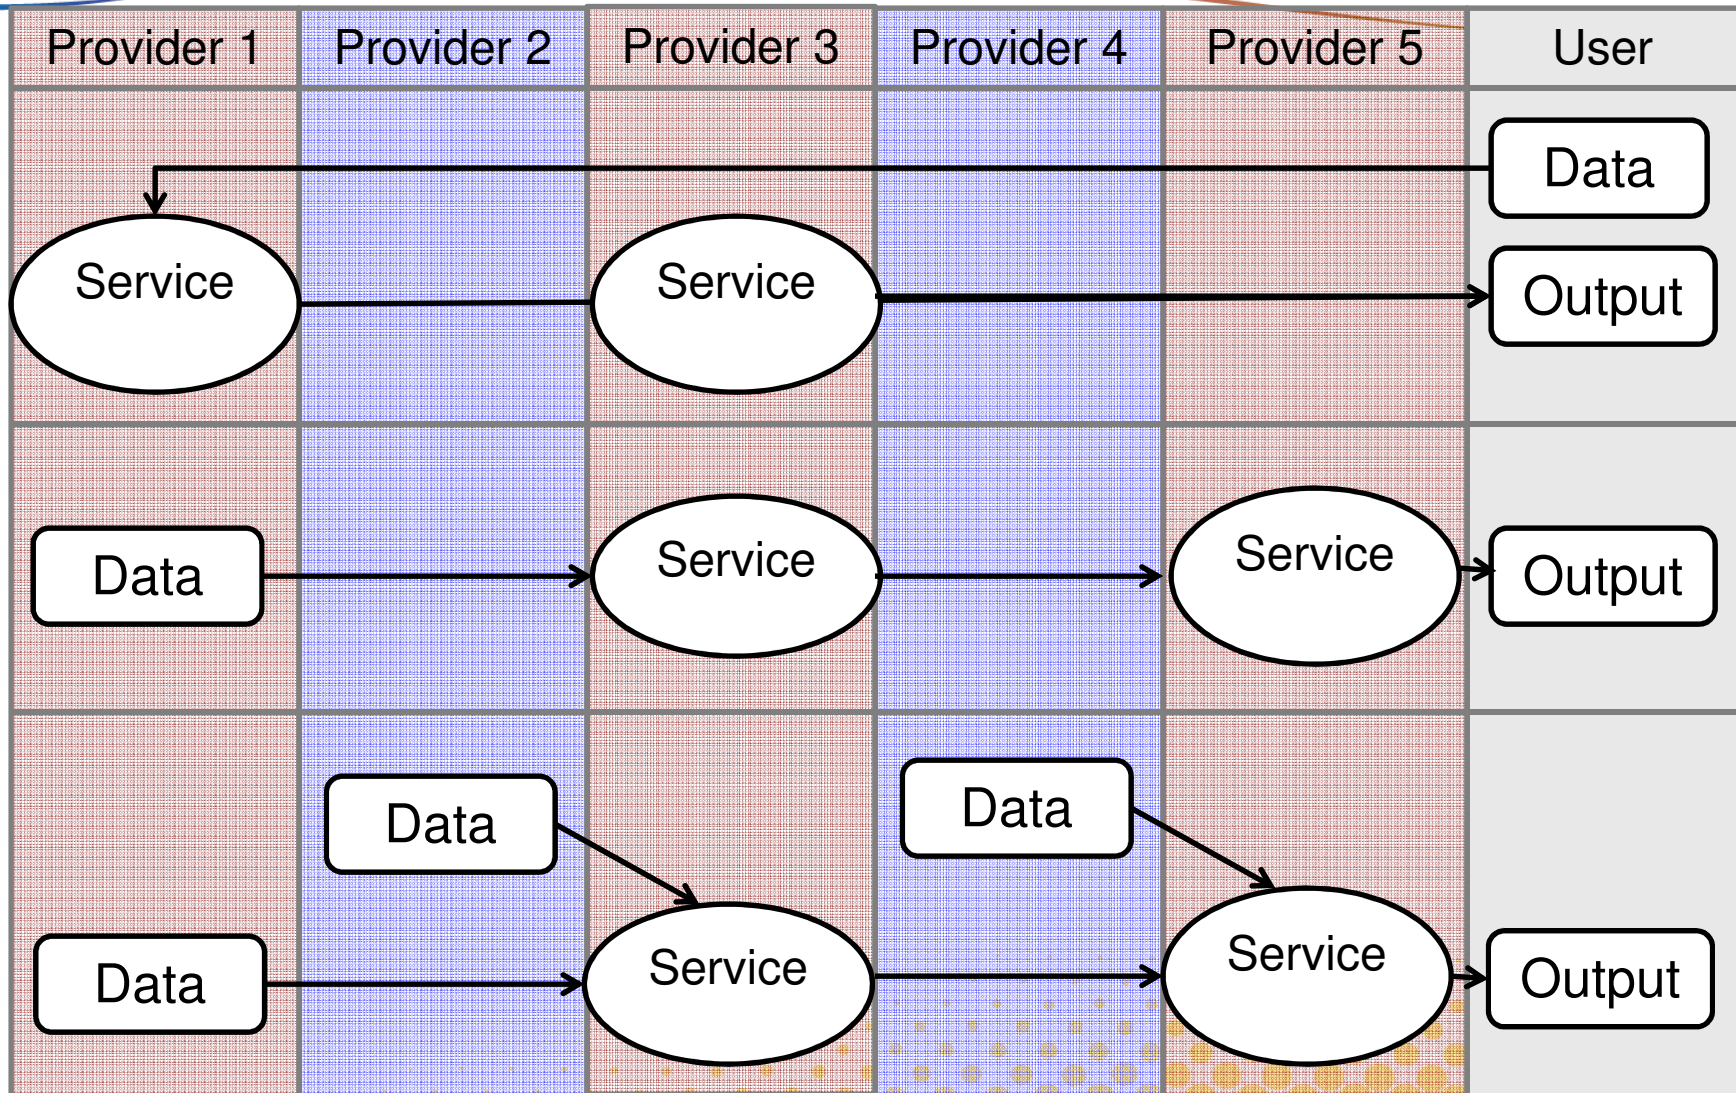 Provider 1 Provider 2 Provider 3 Provider 4 Provider 5 User
Data
Service Service Output
Data Service Service Output
Data Data
Data Service Service Output